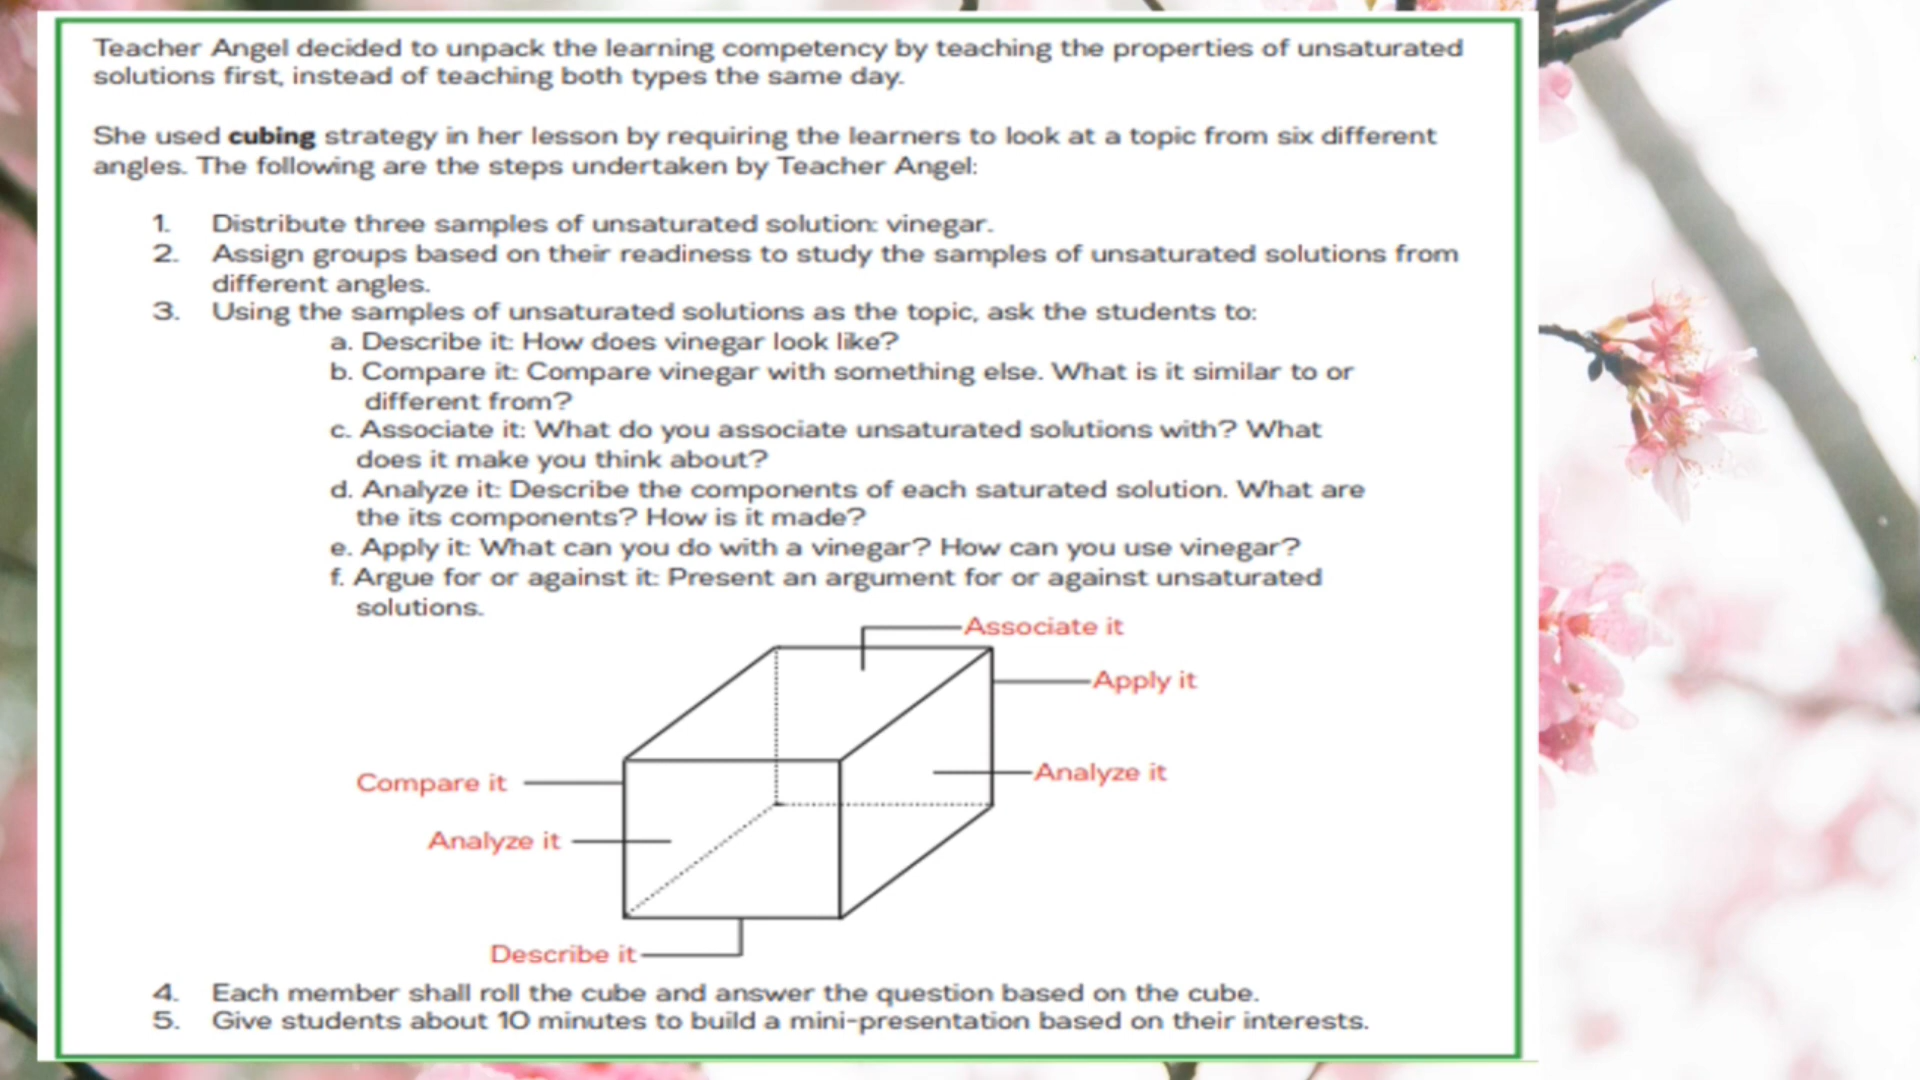 Teacher Angel decided to unpack the learning competency by teaching the properties of unsaturated
solutions first, instead of teaching both types the same day.
She used cubing strategy in her lesson by requiring the learners to look at a topic from six different
angles. The following are the steps undertaken by Teacher Angel:
1. Distribute three samples of unsaturated solution: vinegar.
2. Assign groups based on their readiness to study the samples of unsaturated solutions from
different angles.
3. Using the samples of unsaturated solutions as the topic, ask the students to:
a. Describe it: How does vinegar look like?
b. Compare it: Compare vinegar with something else. What is it similar to or
different from?
c. Associate it: What do you associate unsaturated solutions with? What
does it make you think about?
d. Analyze it: Describe the components of each saturated solution. What are
the its components? How is it made?
e. Apply it: What can you do with a vinegar? How can you use vinegar?
f. Argue for or against it: Present an argument for or against unsaturated
solutions.
Associate it
Apply it
Compare it
Analyze it
Analyze it
Describe it
4. Each member shall roll the cube and answer the question based on the cube.
5. Give students about 10 minutes to build a mini-presentation based on their interests.